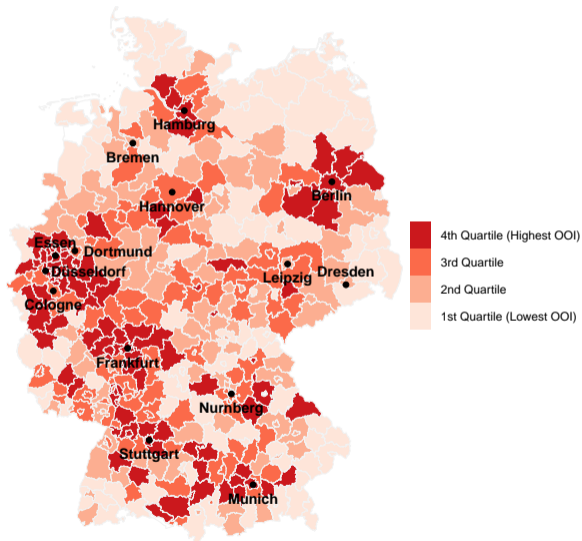 Hamburg
Bremen
Berlin
Hannover
Essen
Dortmund
Düsseldorf
Cologne
Leipzig
Dresden
Frankfurt
Nurnberg
Stuttgart
Munich
4th Quartile (Highest OOI)
3rd Quartile
2nd Quartile
1st Quartile (Lowest OOI)